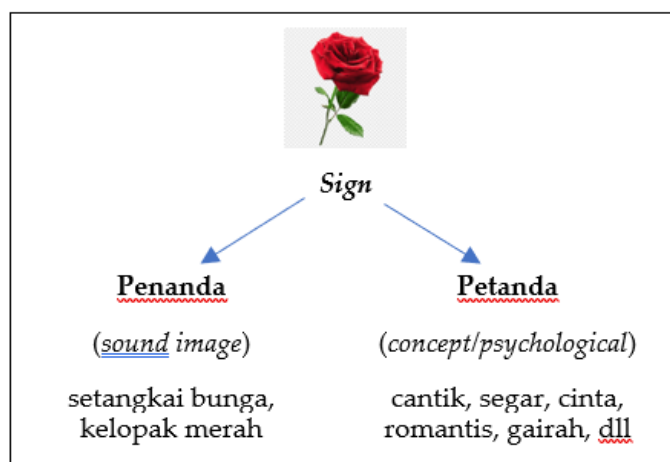 Sign
Penanda
Petanda
(sound image)
(concept/psychological)
setangkai bunga,
kelopak merah
cantik, segar, cinta,
romantis, gairah, dll